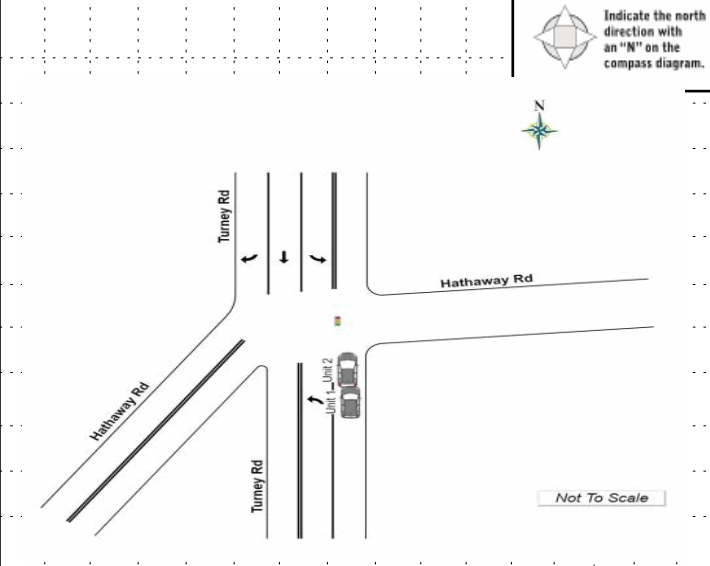 Indicate the north
direction with
an "N" on the
compass diagram.
N
Turney Rd
Hathaway Rd
Unit 2
Unit 1
Hathaway Rd
Turney Rd
Not To Scale